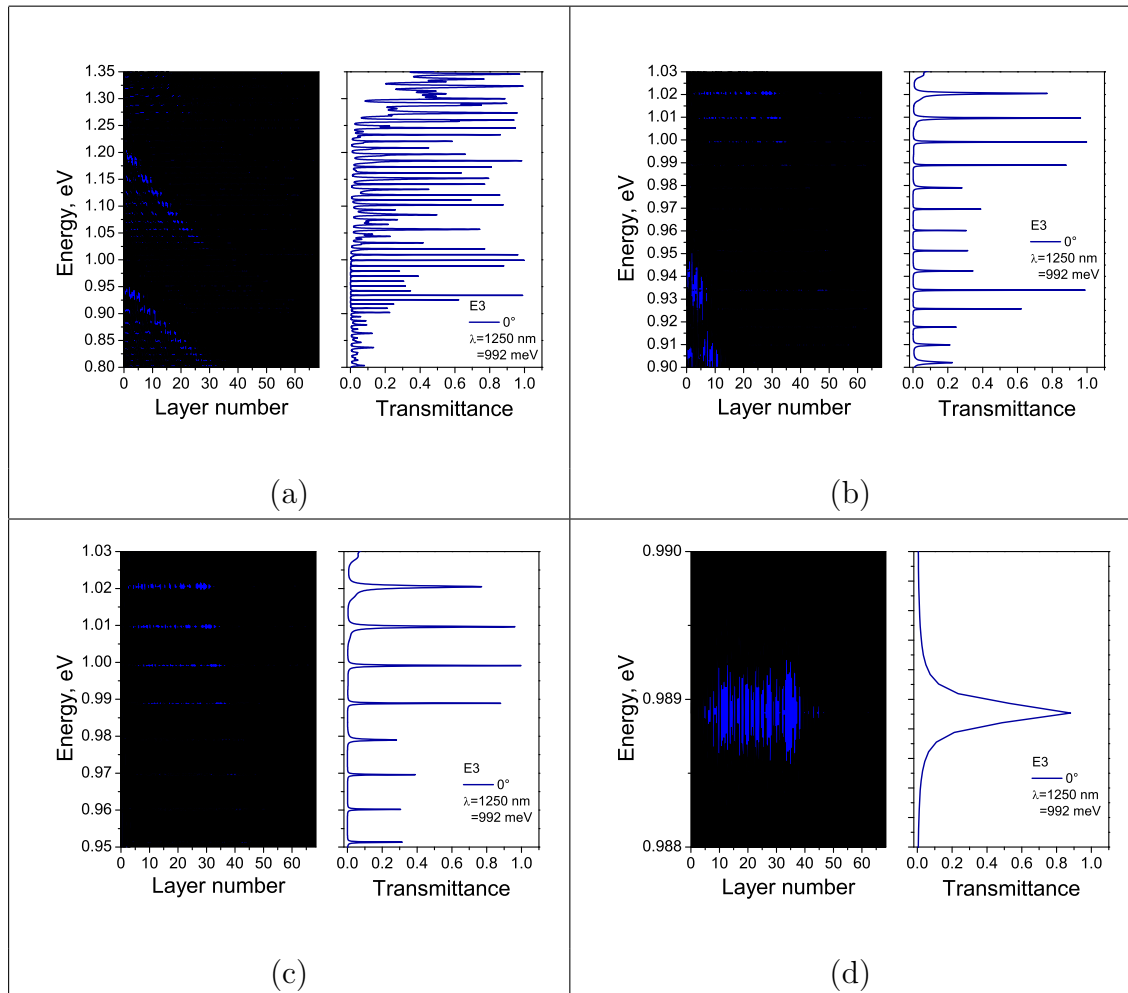 1.35
1.30
1.25
1.20
1.15
1.10
1.05
1.00
0.95
0.90
0.85
0.80
Energy, eV
0 10 20 30 40 50 60
Layer number
0.0 0.2 0.4 0.6 0.8 1.0
Transmittance
E3
0°
λ=1250 nm
=992 meV
(a)
1.03
1.02
1.01
1.00
0.99
0.98
0.97
0.96
0.95
0.94
0.93
0.92
0.91
0.90
Energy, eV
0 10 20 30 40 50 60
Layer number
0.0 0.2 0.4 0.6 0.8 1.0
Transmittance
E3
0°
λ=1250 nm
=992 meV
(b)
1.03
1.02
1.01
1.00
0.99
0.98
0.97
0.96
0.95
Energy, eV
0 10 20 30 40 50 60
Layer number
0.0 0.2 0.4 0.6 0.8 1.0
Transmittance
E3
0°
λ=1250 nm
=992 meV
(c)
0.990
0.989
0.988
Energy, eV
0 10 20 30 40 50 60
Layer number
0.0 0.2 0.4 0.6 0.8 1.0
Transmittance
E3
0°
λ=1250 nm
=992 meV
(d)